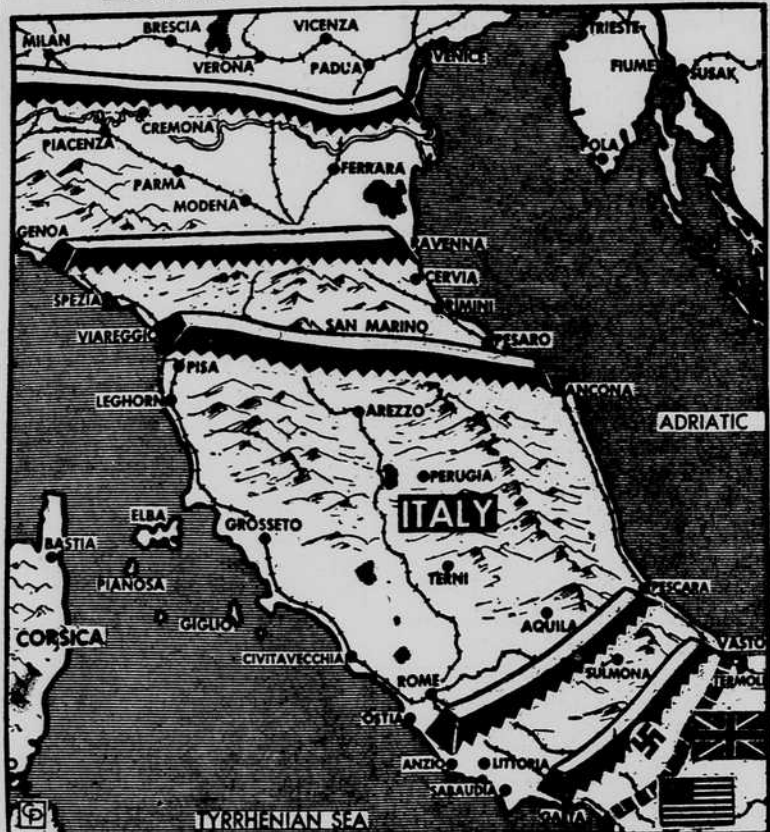 MILAN
BRESCIA
VERONA
VICENZA
PADUA
VENICE
TRIESTE
FIUME
SUSAK
POLA
CREMONA
PIACENZA
FERRARA
PARMA
MODENA
GENOA
RAVENNA
CERVIA
SPEZIA
RIMINI
VIAREGGIO
SAN MARINO
PESARO
PISA
ANCONA
LEGHORN
AREZZO
ADRIATIC
PERUGIA
ITALY
ELBA
GROSSETO
BASTIA
PIANOSA
TERNI
PESCARA
GIGLIO
AQUILA
CORSICA
VASTO
CIVITAVECCHIA
SULMONA
TERMOLI
ROME
OSTIA
ANZIO
LITTORIA
SABAUDIA
GAETA
CP
TYRRHENIAN SEA